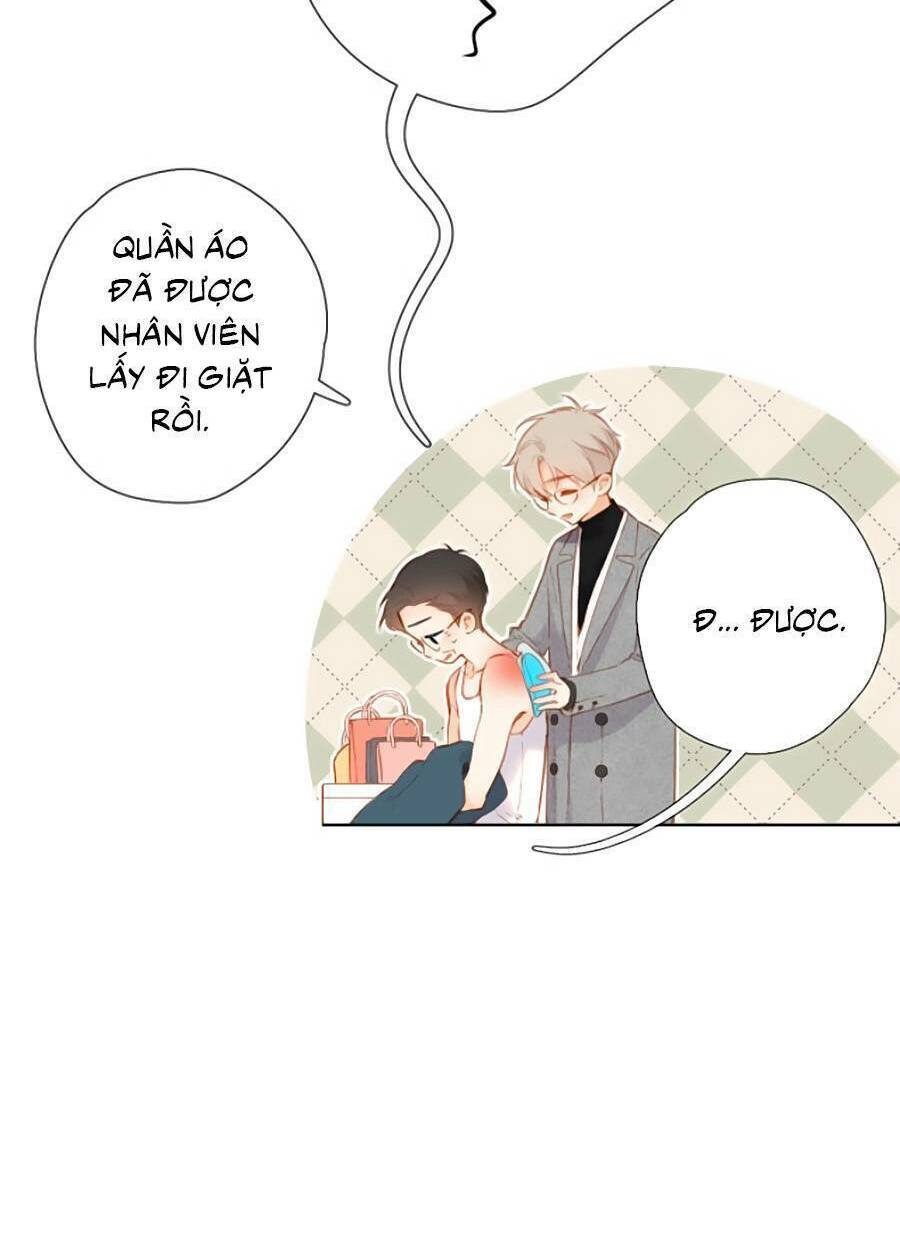 QUẦN ÁO
ĐÃ ĐƯỢC
NHÂN VIÊN
LẤY ĐI GIẶT
RỒI.
Đ... ĐƯỢC.